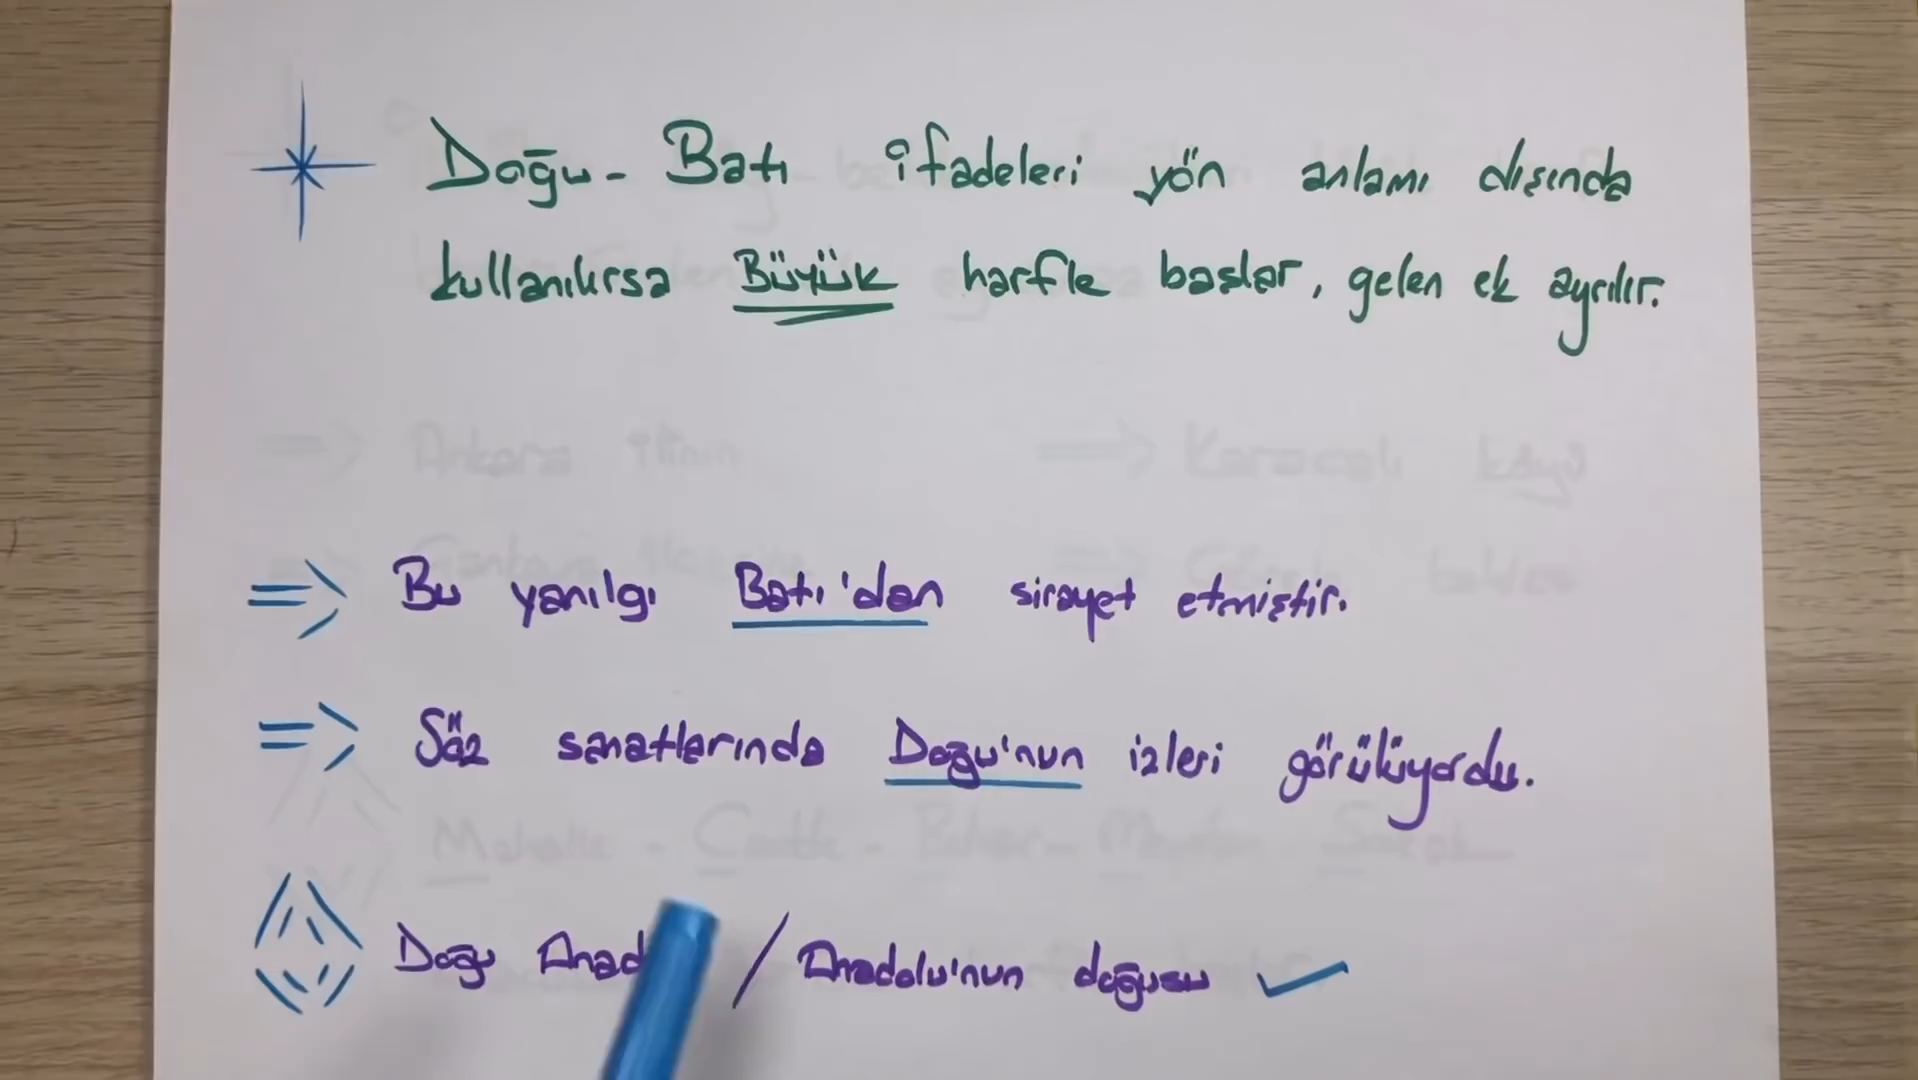 Doğu - Batı ifadeleri yön anlamı dışında
kullanılırsa BÜYÜK harfle başlar, gelen ek ayrılır.
Bu yanılgı Batı'dan sirayet etmiştir.
Söz sanatlarında Doğu'nun izleri görülüyordu.
Doğu / Anadolu'nun doğusu